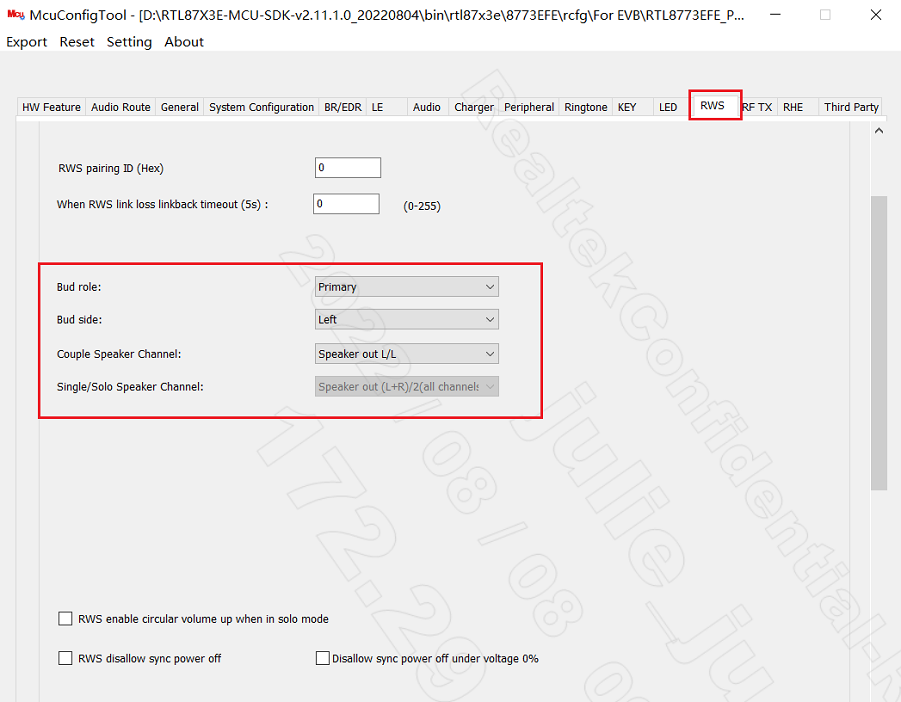 Mcu McuConfigTool - [D:\RTL87X3E-MCU-SDK-v2.11.1.0_20220804\bin\rtl87x3e\8773EFE\rcfg\For EVB\RTL8773EFE_P...
Export Reset Setting About
HW Feature Audio Route General System Configuration BR/EDR LE Audio Charger Peripheral Ringtone KEY LED RWS RF TX RHE Third Party
RWS pairing ID (Hex) 0
When RWS link loss linkback timeout (5s) : 0 (0-255)
Bud role: Primary
Bud side: Left
Couple Speaker Channel: Speaker out L/L
Single/Solo Speaker Channel: Speaker out (L+R)/2(all channels
RWS enable circular volume up when in solo mode
RWS disallow sync power off Disallow sync power off under voltage 0%
RealtekConfidential-k
julie_ju
2022 / 08 / 08
172.29